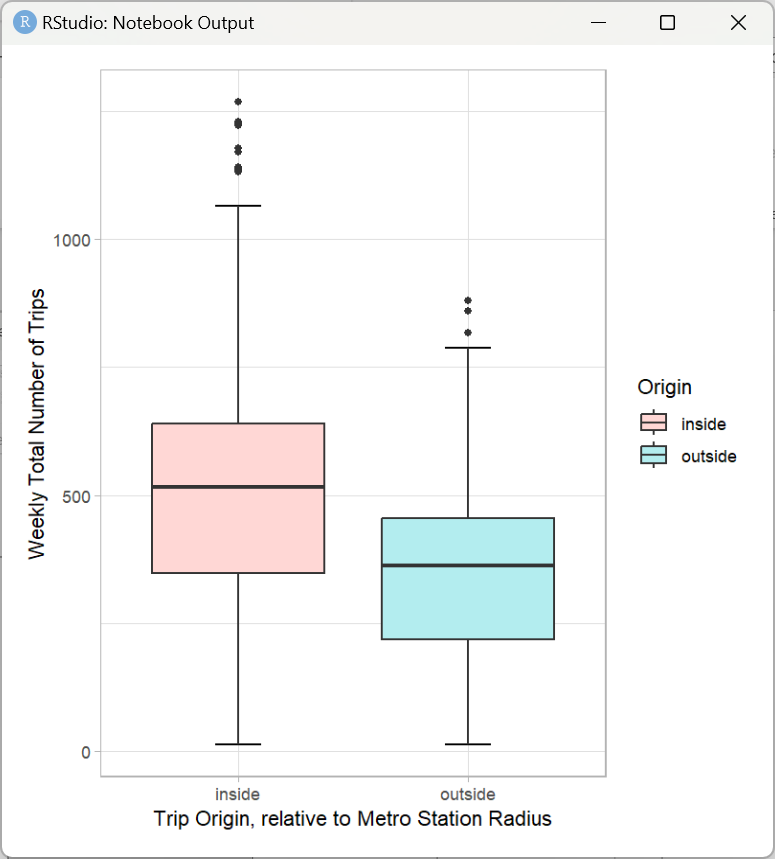 R RStudio: Notebook Output
1000
500
0
Weekly Total Number of Trips
inside
outside
Trip Origin, relative to Metro Station Radius
Origin
inside
outside